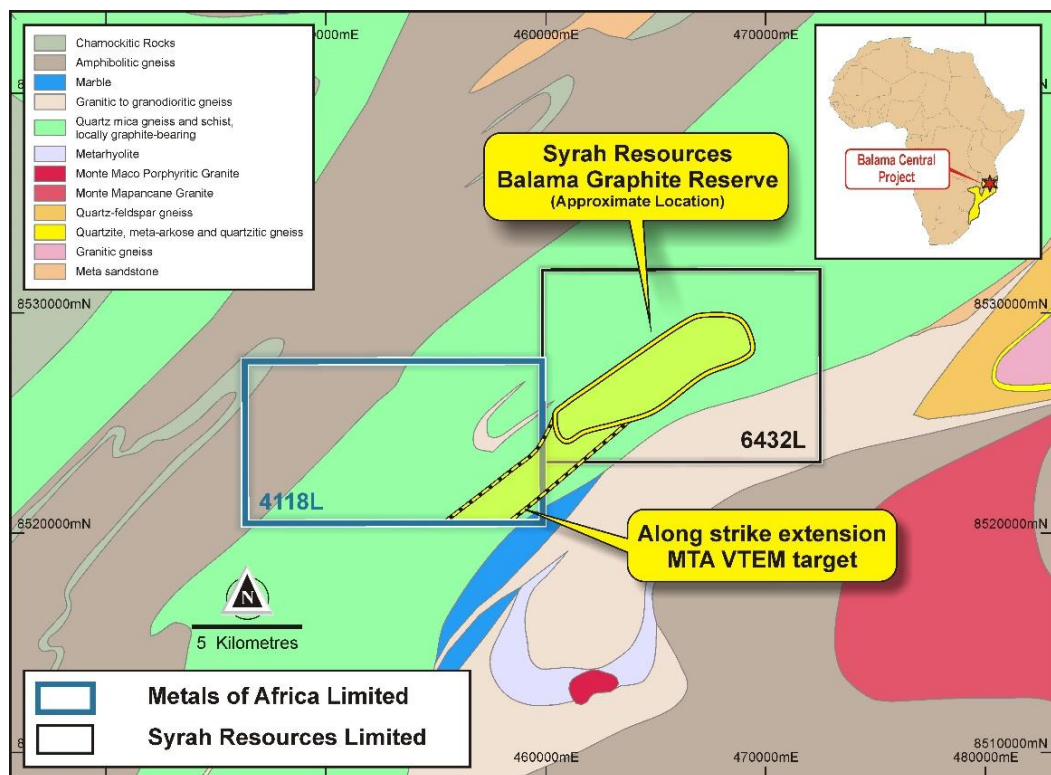 460000mE
470000mE
Charnockitic Rocks
Amphibolitic gneiss
Marble
Granitic to granodioritic gneiss
Quartz mica gneiss and schist,
locally graphite-bearing
Metarhyolite
Monte Maco Porphyritic Granite
Monte Mapancane Granite
Quartz-feldspar gneiss
Quartzite, meta-arkose and quartzitic gneiss
Granitic gneiss
Meta sandstone
Balama Central
Project
Syrah Resources
Balama Graphite Reserve
(Approximate Location)
8530000mN
8530000mN
6432L
4118L
8520000mN
8520000mN
Along strike extension
MTA VTEM target
N
5 Kilometres
Metals of Africa Limited
Syrah Resources Limited
8510000mN
460000mE
470000mE
480000mE